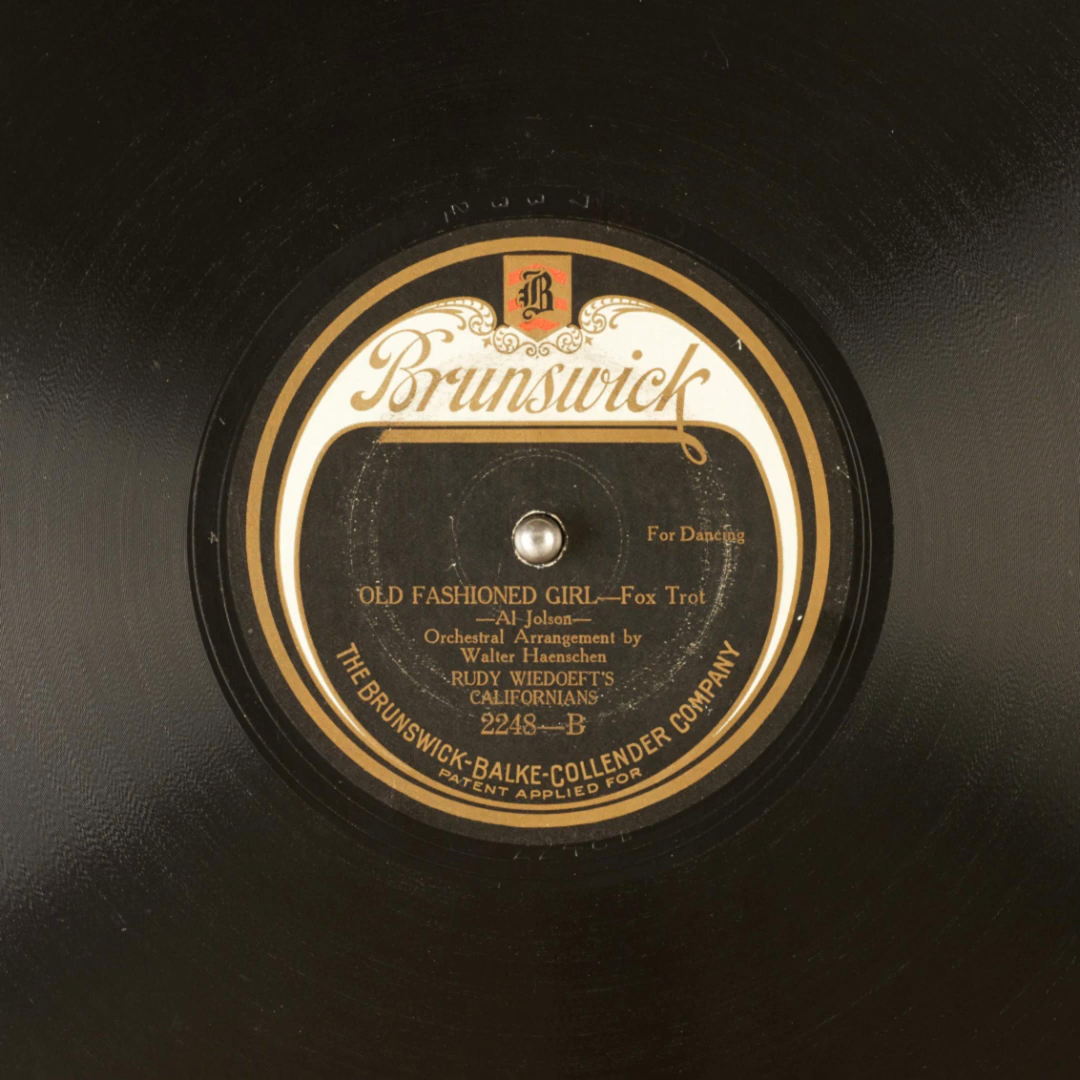 B
Brunswick
For Dancing
OLD FASHIONED GIRL—Fox Trot
—Al Jolson—
Orchestral Arrangement by
Walter Haenschen
RUDY WIEDOEFT'S
CALIFORNIANS
2248—B
THE BRUNSWICK-BALKE-COLLENDER COMPANY
PATENT APPLIED FOR